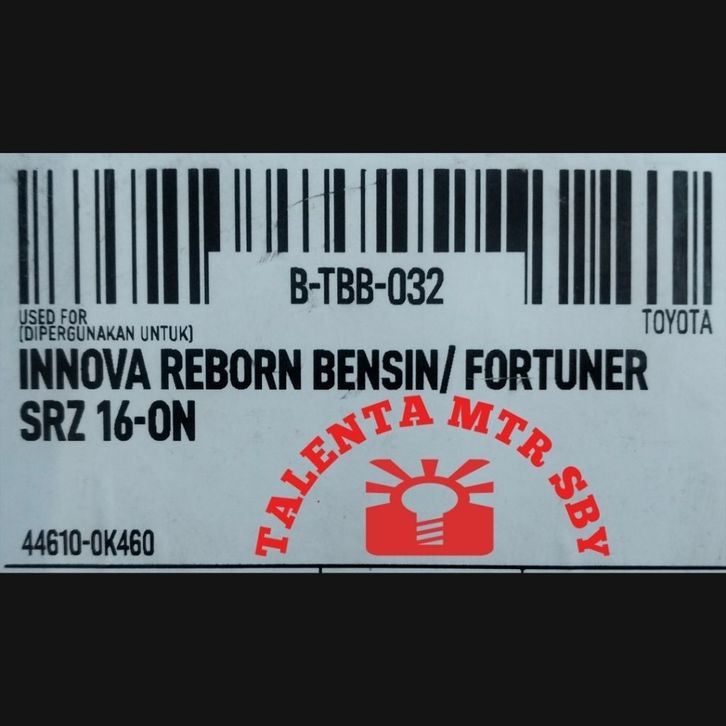 B-TBB-032
USED FOR
(DIPERGUNAKAN UNTUK)
TOYOTA
INNOVA REBORN BENSIN/ FORTUNER
SRZ 16-ON
TALENTA MTR SBY
44610-0K460